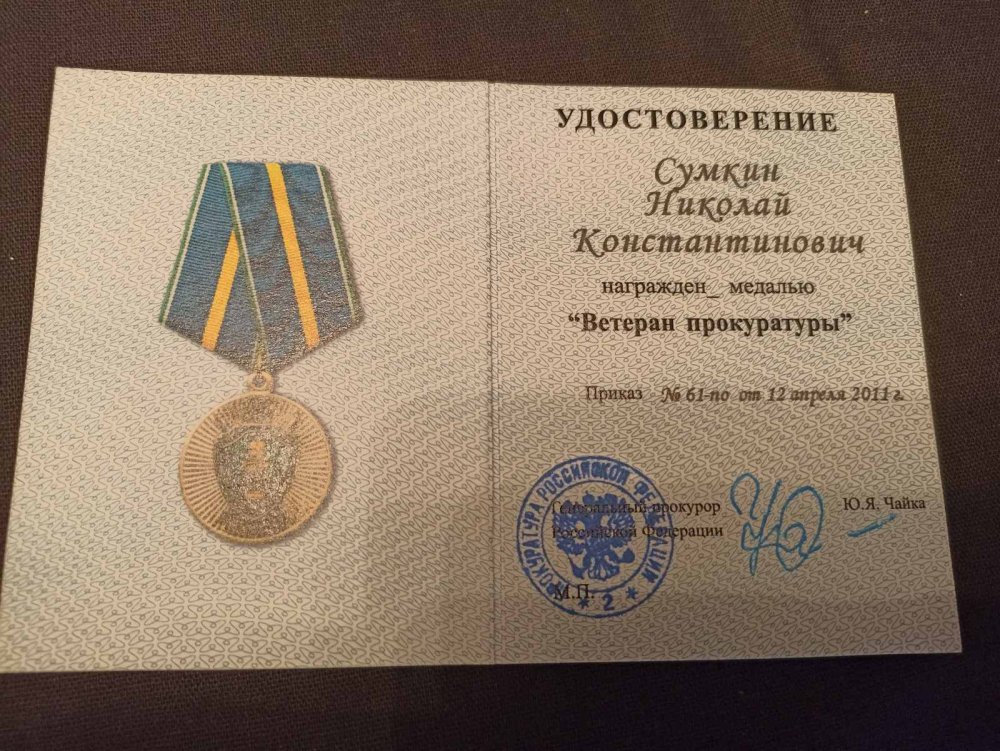 УДОСТОВЕРЕНИЕ
Сумкин
Николай
Константинович
награжден_ медалью
“Ветеран прокуратуры”
Приказ № 61-по от 12 апреля 2011 г.
Генеральный прокурор
Российской Федерации
Ю.Я. Чайка
М.П.
ПРОКУРАТУРА РОССИЙСКОЙ ФЕДЕРАЦИИ
* 2 *